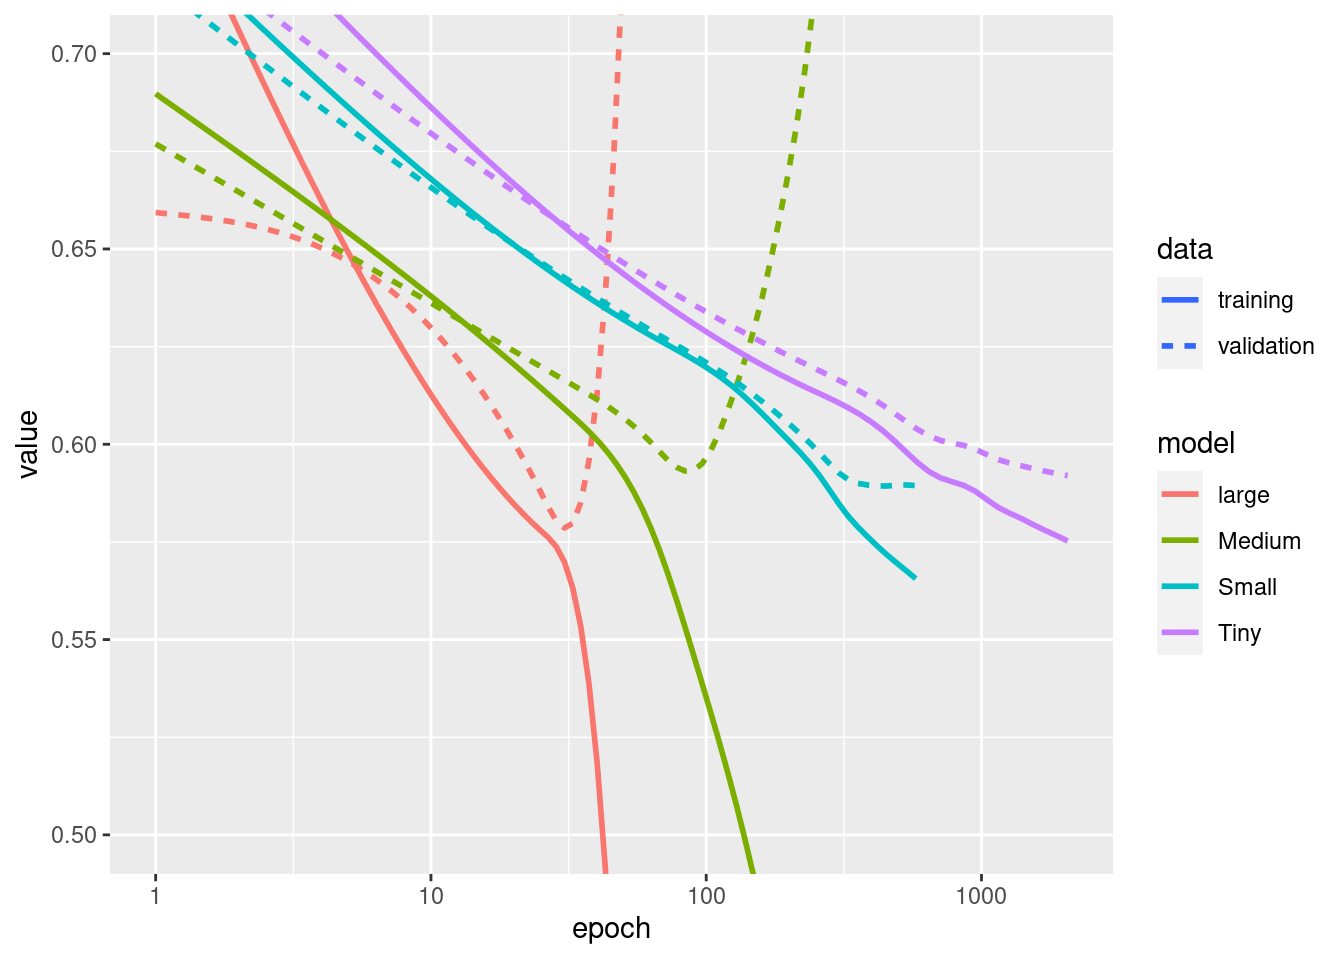 0.70
0.65
0.60
0.55
0.50
value
1
10
100
1000
epoch
data
training
validation
model
large
Medium
Small
Tiny